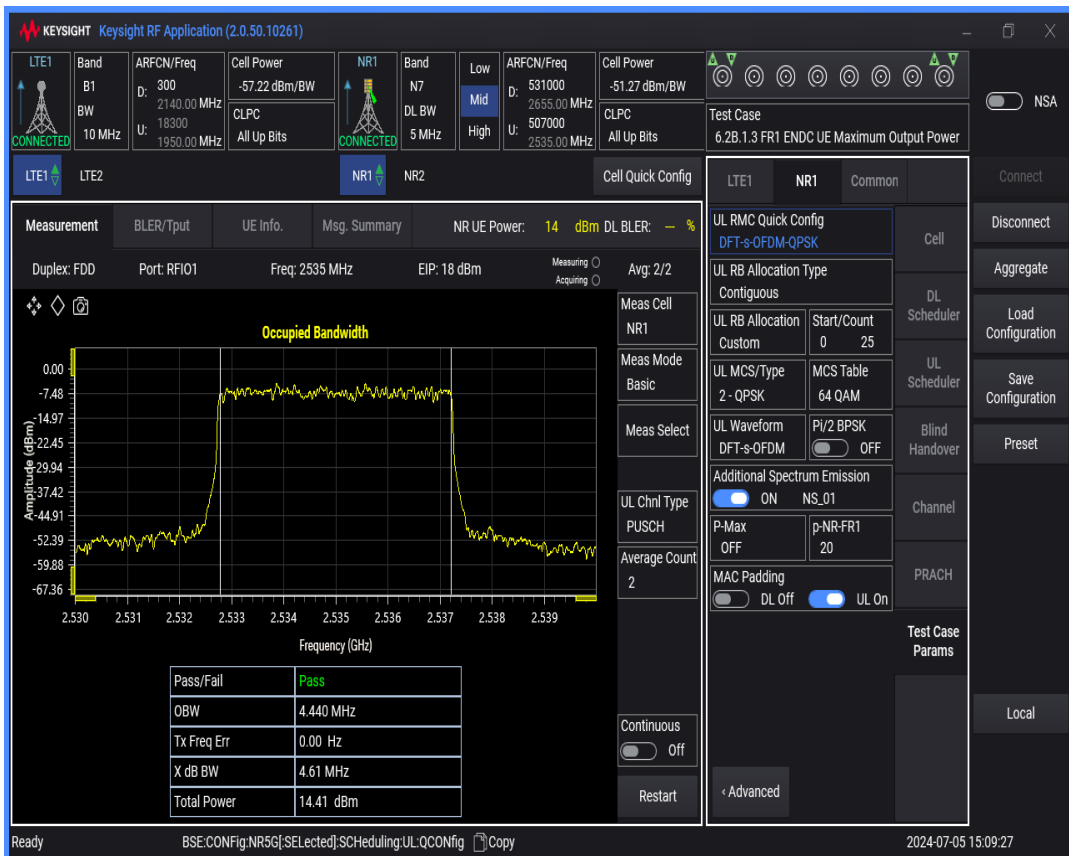 KEYSIGHT Keysight RF Application (2.0.50.10261)
LTE1
CONNECTED
Band
B1
BW
10 MHz
ARFCN/Freq
D: 300
2140.00 MHz
U: 18300
1950.00 MHz
Cell Power
-57.22 dBm/BW
CLPC
All Up Bits
NR1
CONNECTED
Band
N7
DL BW
5 MHz
Low
Mid
High
ARFCN/Freq
D: 531000
2655.00 MHz
U: 507000
2535.00 MHz
Cell Power
-51.27 dBm/BW
CLPC
All Up Bits
Test Case
6.2B.1.3 FR1 ENDC UE Maximum Output Power
NSA
LTE1 LTE2 NR1 NR2 Cell Quick Config
Measurement BLER/Tput UE Info. Msg. Summary NR UE Power: 14 dBm DL BLER: — %
Duplex: FDD Port: RFIO1 Freq: 2535 MHz EIP: 18 dBm Measuring Acquiring Avg: 2/2
Occupied Bandwidth
Amplitude (dBm)
0.00
-7.48
-14.97
-22.45
-29.94
-37.42
-44.91
-52.39
-59.88
-67.36
2.530 2.531 2.532 2.533 2.534 2.535 2.536 2.537 2.538 2.539
Frequency (GHz)
Pass/Fail Pass
OBW 4.440 MHz
Tx Freq Err 0.00 Hz
X dB BW 4.61 MHz
Total Power 14.41 dBm
Meas Cell
NR1
Meas Mode
Basic
Meas Select
UL Chnl Type
PUSCH
Average Count
2
Continuous
Off
Restart
LTE1 NR1 Common
UL RMC Quick Config
DFT-s-OFDM-QPSK
UL RB Allocation Type
Contiguous
UL RB Allocation Start/Count
Custom 0 25
UL MCS/Type MCS Table
2 - QPSK 64 QAM
UL Waveform Pi/2 BPSK
DFT-s-OFDM OFF
Additional Spectrum Emission
ON NS_01
P-Max p-NR-FR1
OFF 20
MAC Padding
DL Off UL On
‹ Advanced
Cell
DL
Scheduler
UL
Scheduler
Blind
Handover
Channel
PRACH
Test Case
Params
Connect
Disconnect
Aggregate
Load
Configuration
Save
Configuration
Preset
Local
Ready BSE:CONFig:NR5G[:SELected]:SCHeduling:UL:QCONfig Copy 2024-07-05 15:09:27